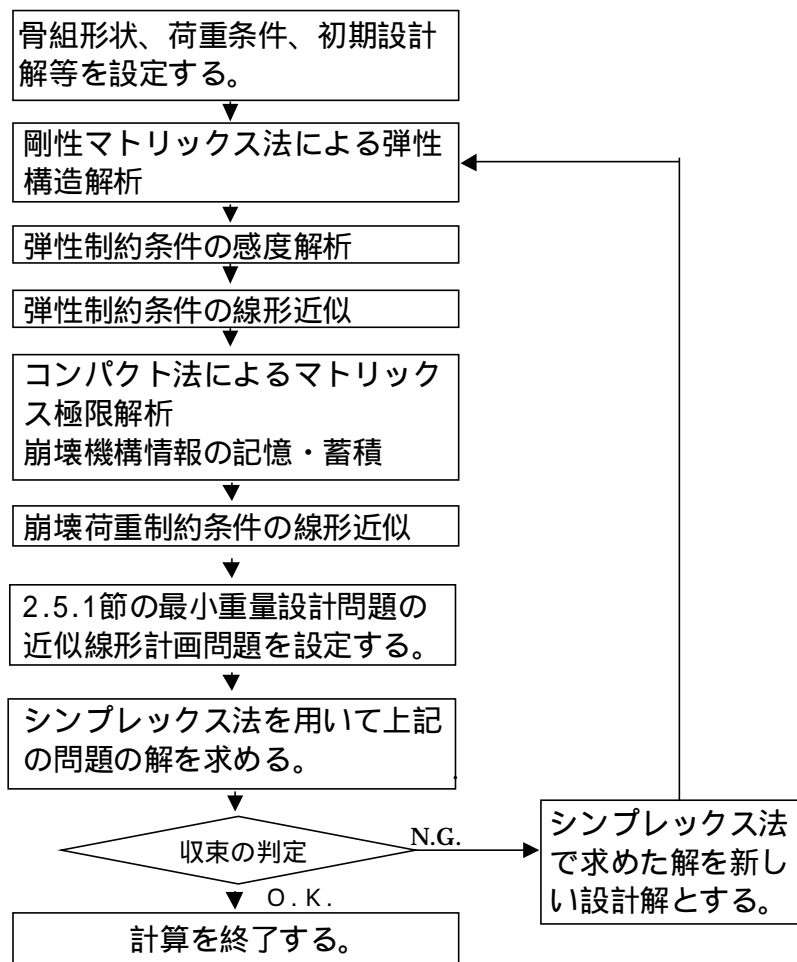 骨組形状、荷重条件、初期設計
解等を設定する。
剛性マトリックス法による弾性
構造解析
弾性制約条件の感度解析
弾性制約条件の線形近似
コンパクト法によるマトリック
ス極限解析
崩壊機構情報の記憶・蓄積
崩壊荷重制約条件の線形近似
2.5.1節の最小重量設計問題の
近似線形計画問題を設定する。
シンプレックス法を用いて上記
の問題の解を求める。
収束の判定
N.G.
シンプレックス法
で求めた解を新し
い設計解とする。
O.K.
計算を終了する。